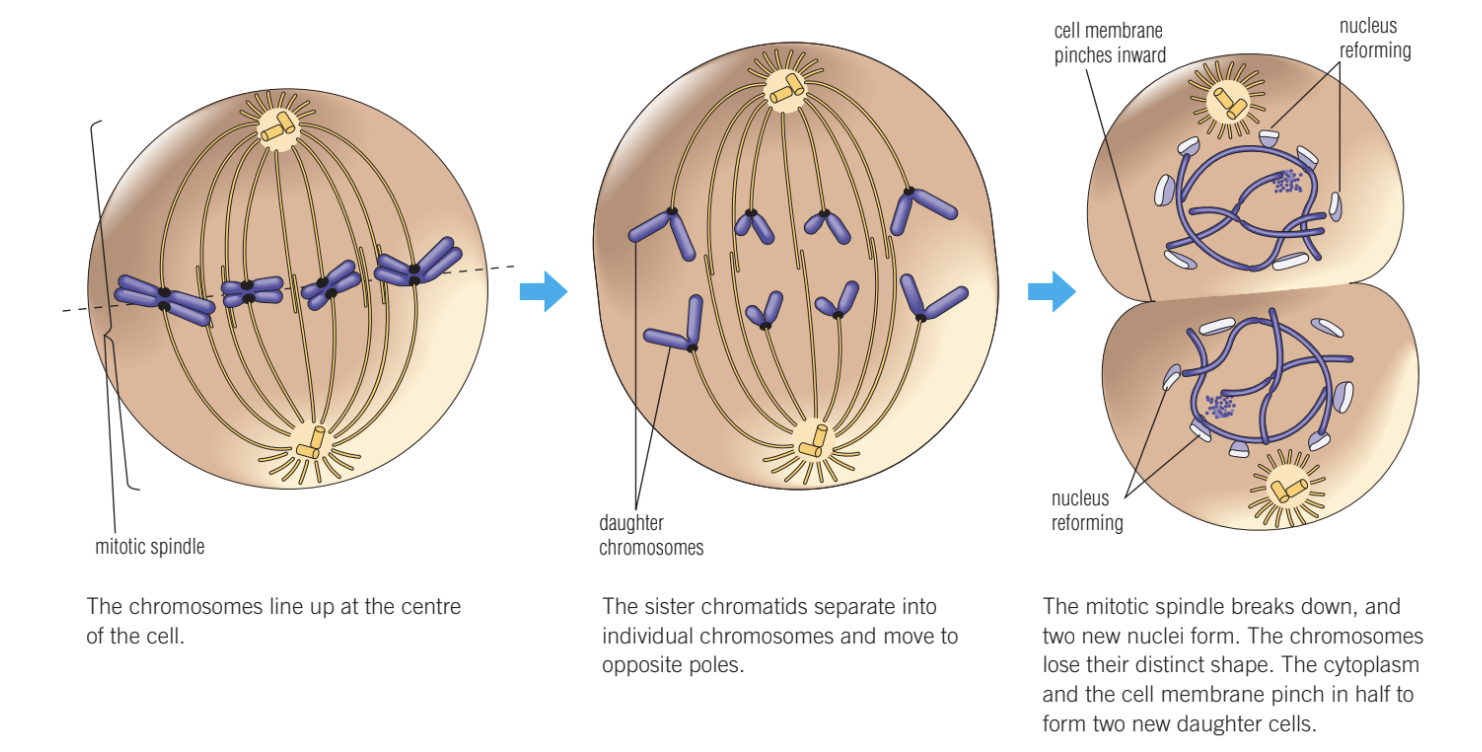 cell membrane
pinches inward
nucleus
reforming
mitotic spindle
daughter
chromosomes
nucleus
reforming
The chromosomes line up at the centre
of the cell.
The sister chromatids separate into
individual chromosomes and move to
opposite poles.
The mitotic spindle breaks down, and
two new nuclei form. The chromosomes
lose their distinct shape. The cytoplasm
and the cell membrane pinch in half to
form two new daughter cells.